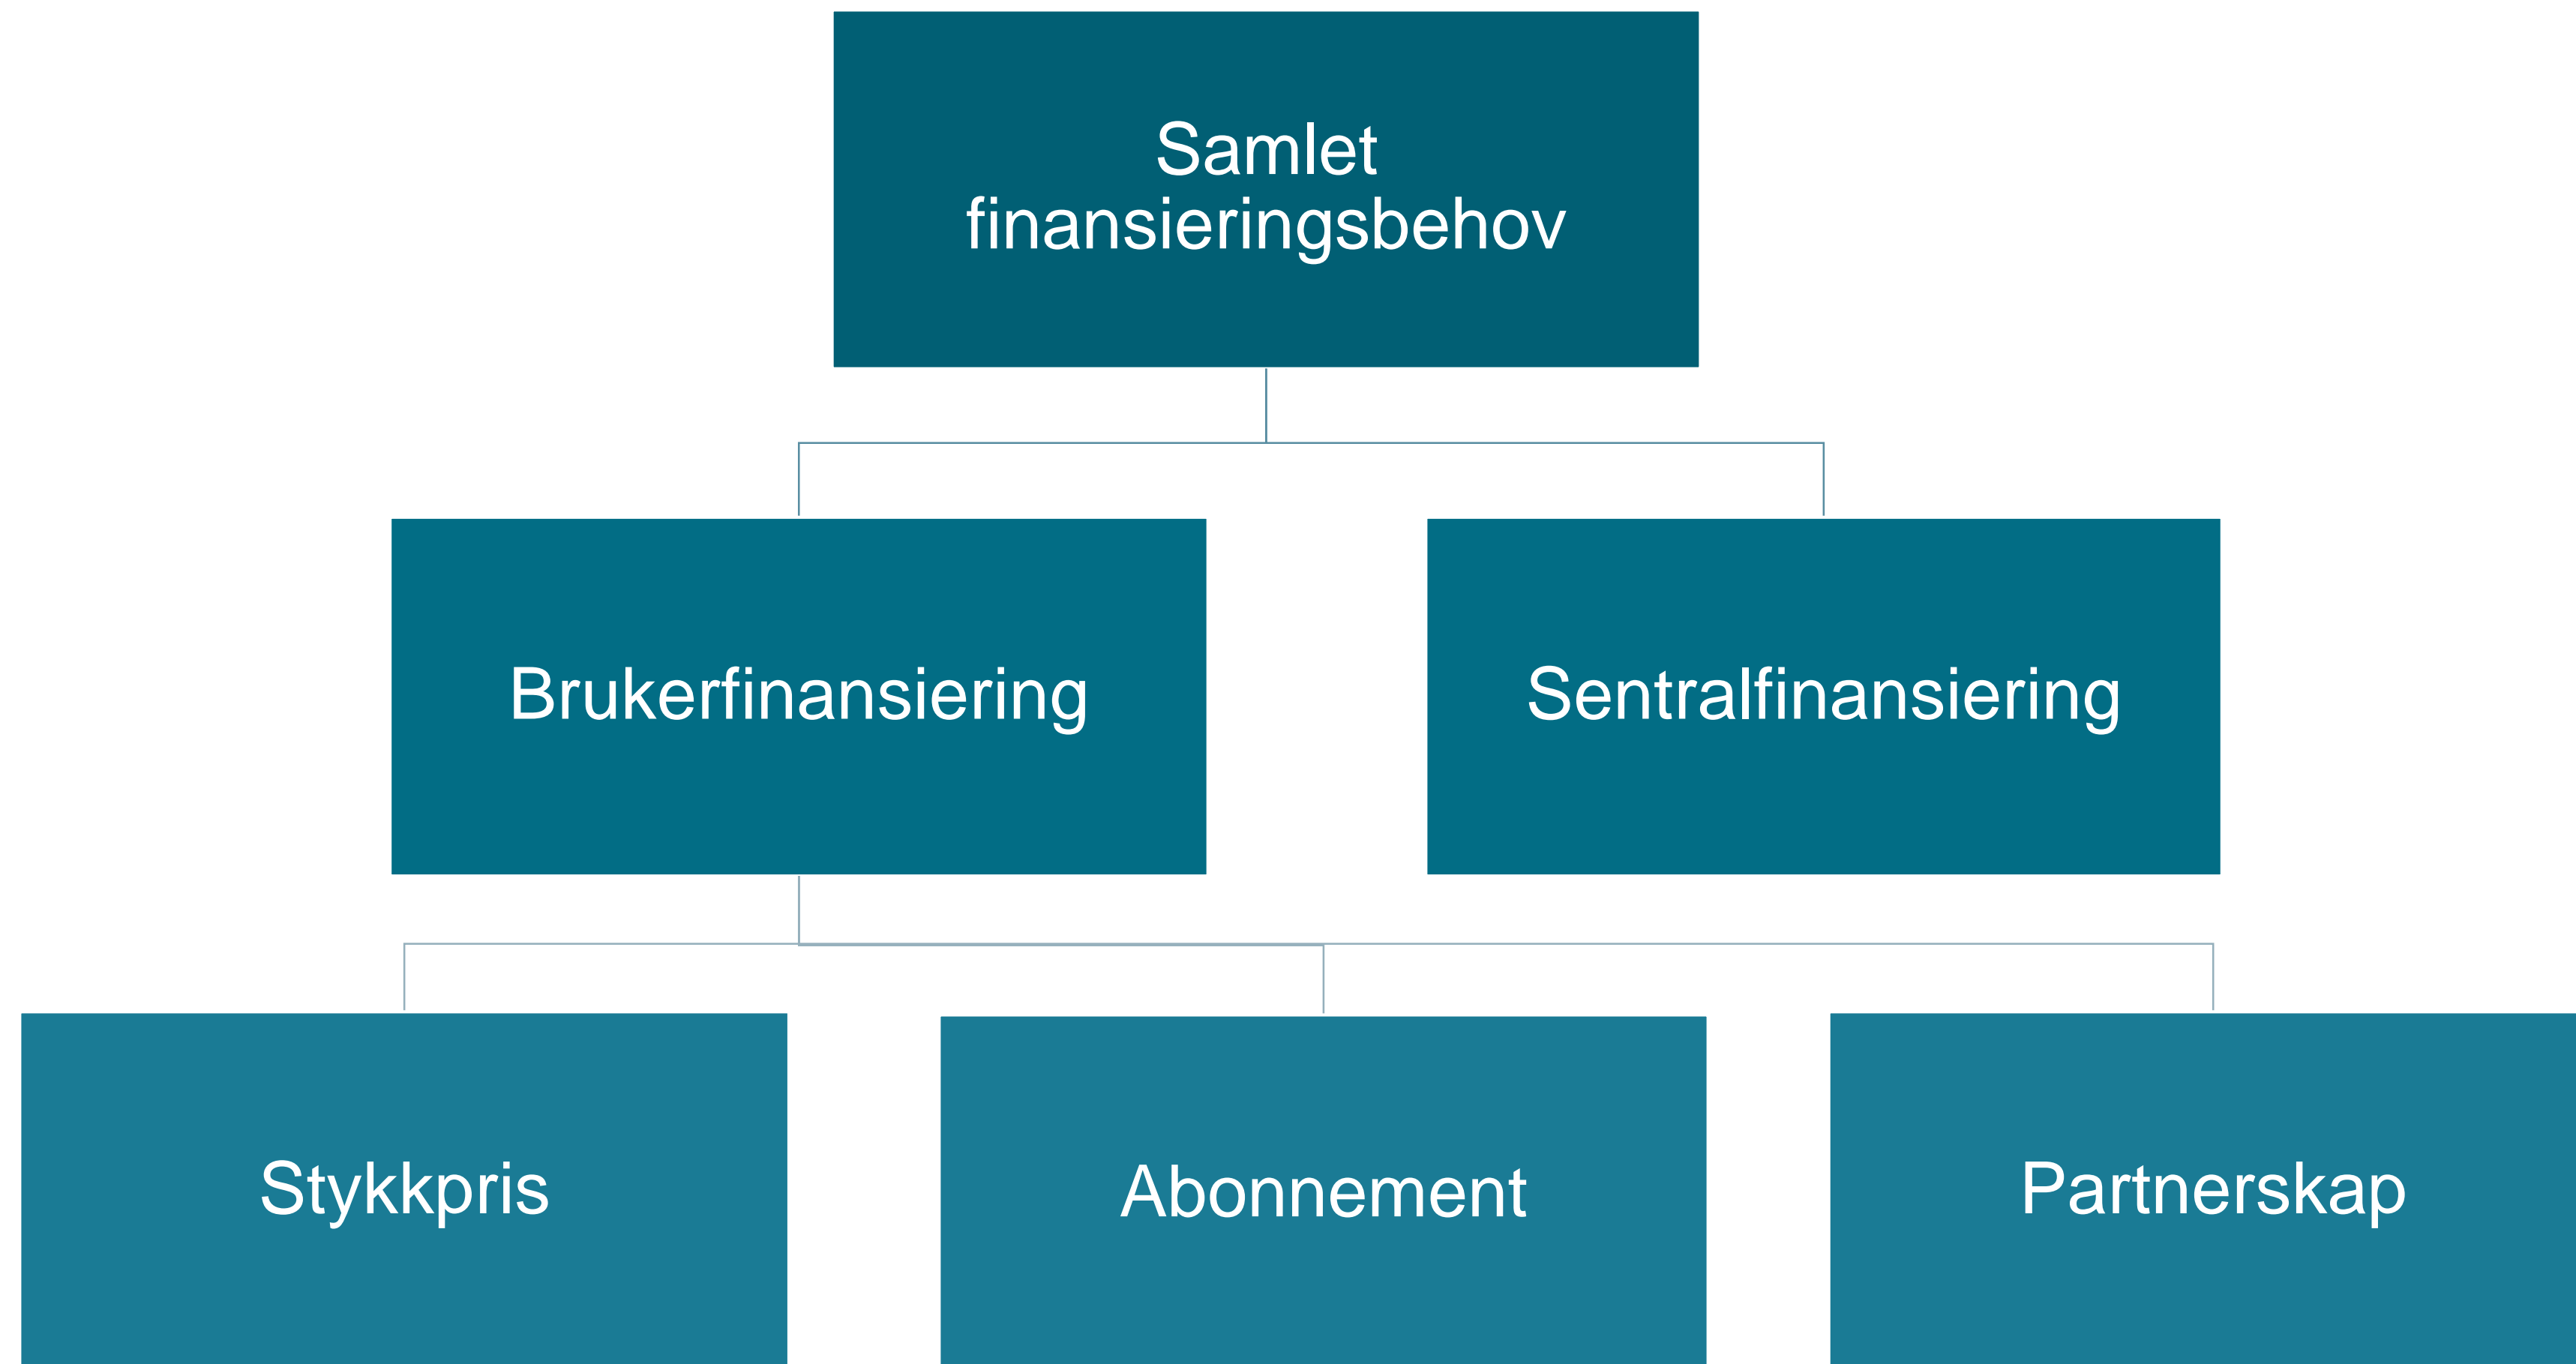 Samlet
finansieringsbehov
Brukerfinansiering
Sentralfinansiering
Stykkpris
Abonnement
Partnerskap